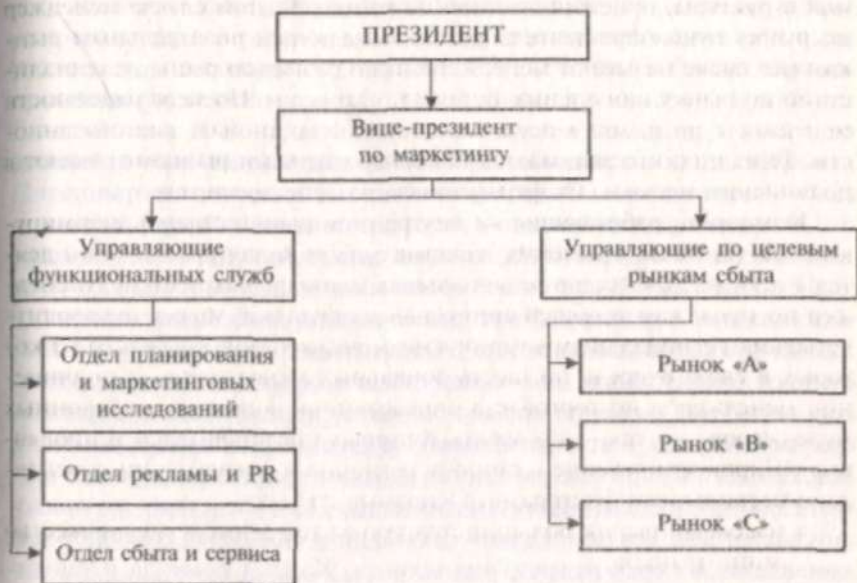 ПРЕЗИДЕНТ
Вице-президент
по маркетингу
Управляющие
функциональных служб
Отдел планирования
и маркетинговых
исследований
Отдел рекламы и PR
Отдел сбыта и сервиса
Управляющие по целевым
рынкам сбыта
Рынок «A»
Рынок «B»
Рынок «C»